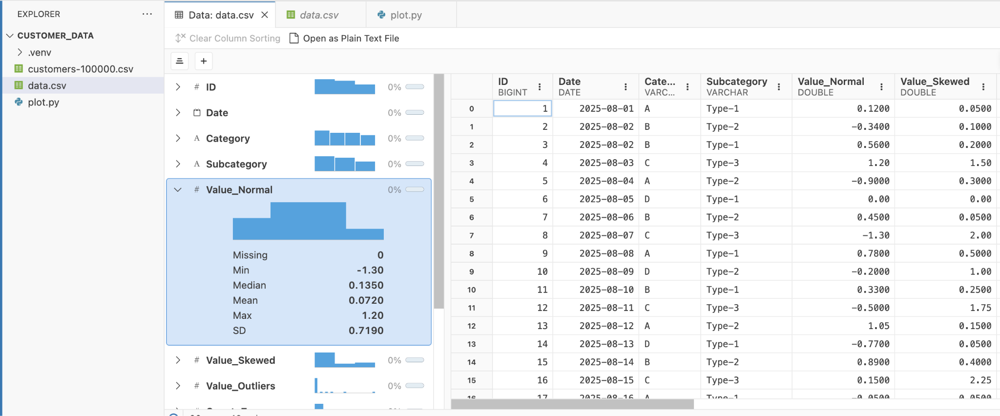 EXPLORER
CUSTOMER_DATA
.venv
customers-100000.csv
data.csv
plot.py
Data: data.csv
data.csv
plot.py
Clear Column Sorting
Open as Plain Text File
# ID 0%
Date 0%
A Category 0%
A Subcategory 0%
# Value_Normal 0%
Missing 0
Min -1.30
Median 0.1350
Mean 0.0720
Max 1.20
SD 0.7190
# Value_Skewed 0%
# Value_Outliers 0%
ID Date Cate... Subcategory Value_Normal Value_Skewed
BIGINT DATE VARC... VARCHAR DOUBLE DOUBLE
0 1 2025-08-01 A Type-1 0.1200 0.0500
1 2 2025-08-02 B Type-2 -0.3400 0.1000
2 3 2025-08-02 B Type-1 0.5600 0.2000
3 4 2025-08-03 C Type-3 1.20 1.50
4 5 2025-08-04 A Type-2 -0.9000 0.3000
5 6 2025-08-05 D Type-1 0.00 0.00
6 7 2025-08-06 B Type-2 0.4500 0.0500
7 8 2025-08-07 C Type-3 -1.30 2.00
8 9 2025-08-08 A Type-1 0.7800 0.5000
9 10 2025-08-09 D Type-2 -0.2000 1.00
10 11 2025-08-10 B Type-1 0.3300 0.2500
11 12 2025-08-11 C Type-3 -0.5000 1.75
12 13 2025-08-12 A Type-2 1.05 0.1500
13 14 2025-08-13 D Type-1 -0.7700 0.0500
14 15 2025-08-14 B Type-2 0.8900 0.4000
15 16 2025-08-15 C Type-3 0.1500 2.25
16 17 2025-08-16 A Type-1 -0.0500 0.0500